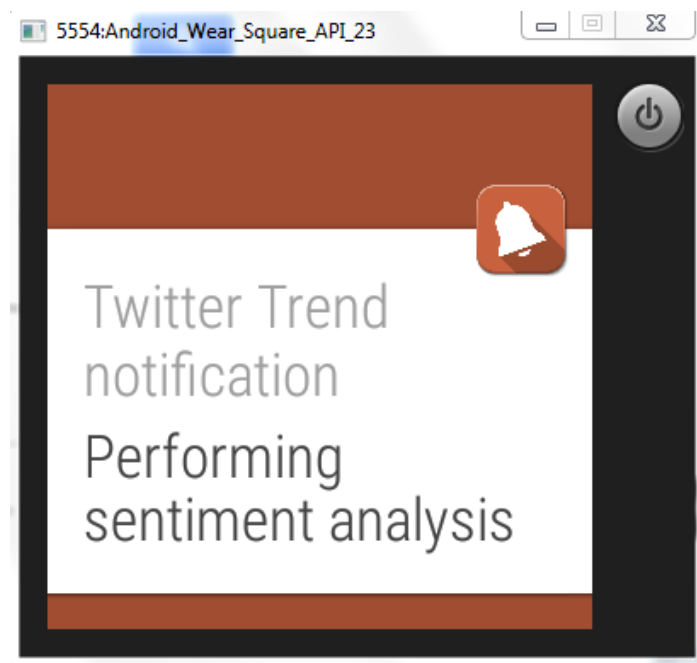 5554:Android_Wear_Square_API_23
Twitter Trend
notification
Performing
sentiment analysis